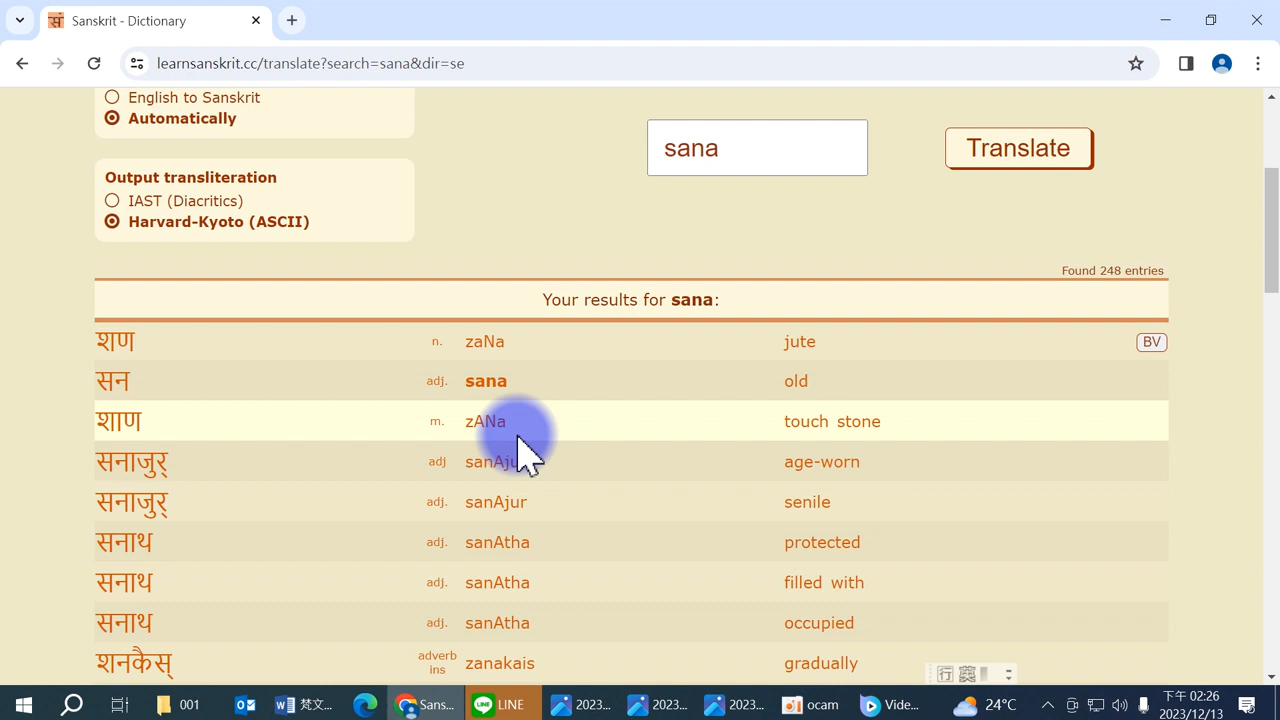 Sanskrit - Dictionary
learnsanskrit.cc/translate?search=sana&dir=se
English to Sanskrit
Automatically
sana
Translate
Output transliteration
IAST (Diacritics)
Harvard-Kyoto (ASCII)
Found 248 entries
Your results for sana:
शण n. zaNa jute BV
सन adj. sana old
शाण m. zANa touch stone
सनाजुर् adj sanAju age-worn
सनाजुर् adj. sanAjur senile
सनाथ adj. sanAtha protected
सनाथ adj. sanAtha filled with
सनाथ adj. sanAtha occupied
शनकैस् adverb ins zanakais gradually
行
001
梵文...
Sans...
LINE
2023...
2023...
2023...
ocam
Vide...
24°C
下午 02:26
2023/12/13